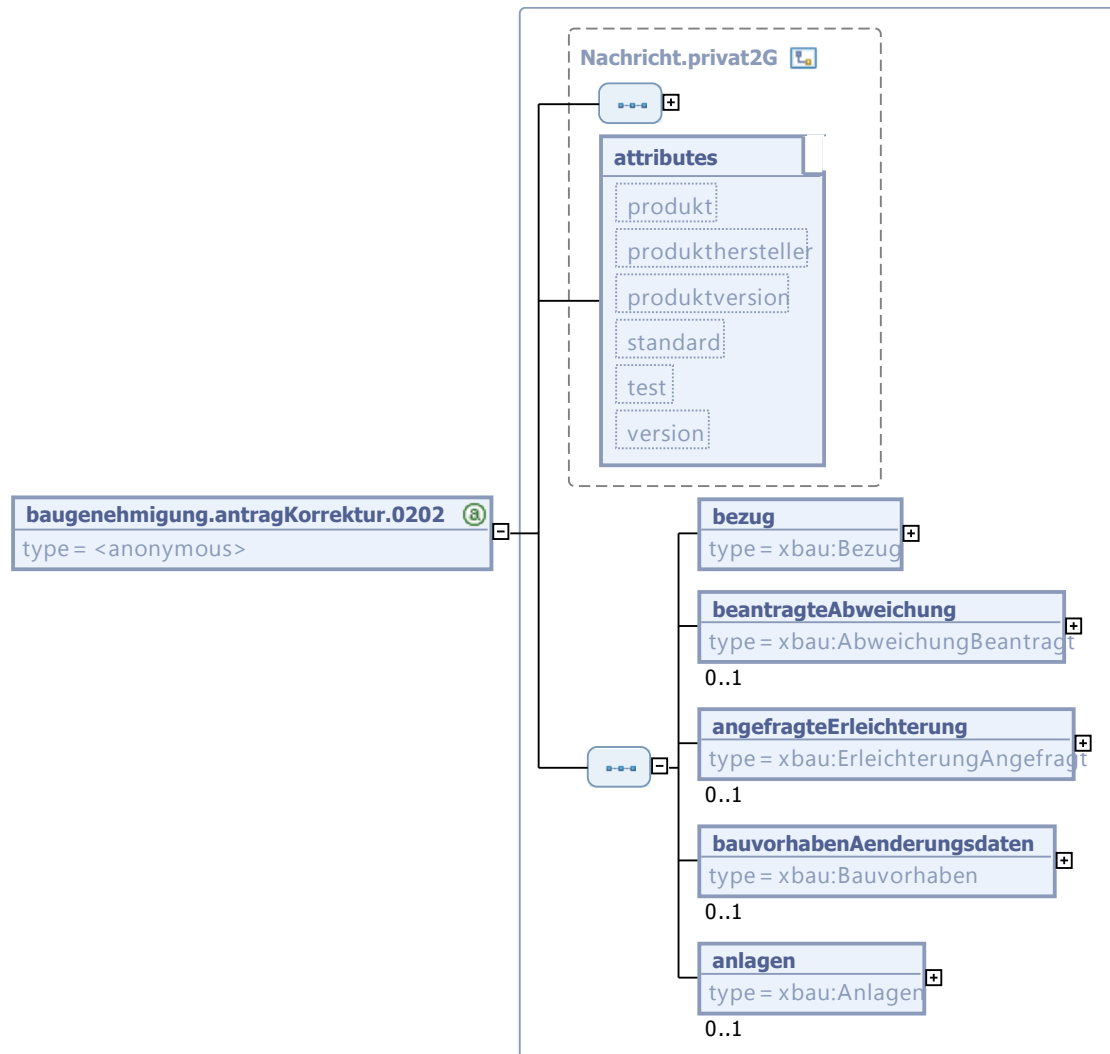 Nachricht.privat2G
attributes
produkt
produkthersteller
produktversion
standard
test
version
baugenehmigung.antragKorrektur.0202
type = <anonymous>
bezug
type = xbau:Bezug
beantragteAbweichung
type = xbau:AbweichungBeantragt
0..1
angefragteErleichterung
type = xbau:ErleichterungAngefragt
0..1
bauvorhabenAenderungsdaten
type = xbau:Bauvorhaben
0..1
anlagen
type = xbau:Anlagen
0..1